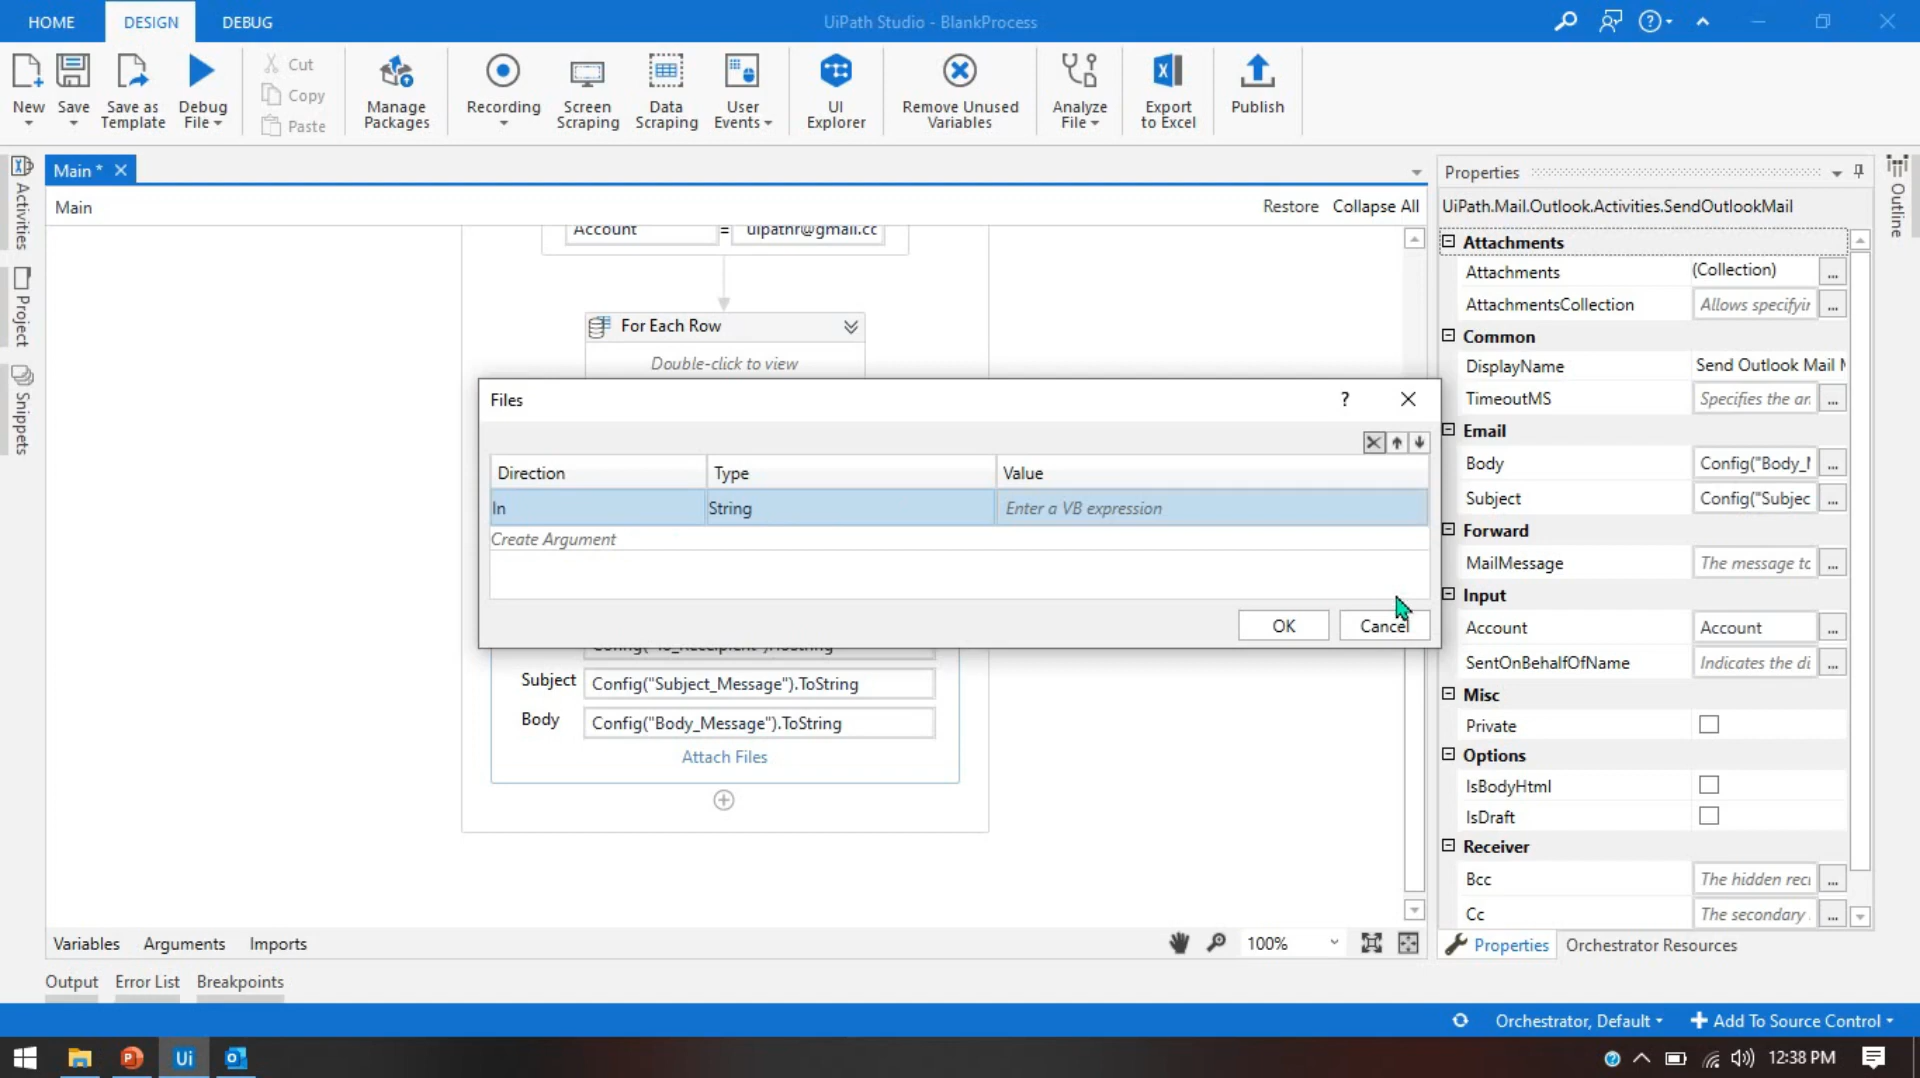 HOME DESIGN DEBUG UiPath Studio - BlankProcess
New Save Save as Template Debug File Cut Copy Paste Manage Packages Recording Screen Scraping Data Scraping User Events UI Explorer Remove Unused Variables Analyze File Export to Excel Publish
Activities
Project
Snippets
Main *
Main Restore Collapse All
Account = uipathr@gmail.cc
For Each Row
Double-click to view
Files ?
Direction Type Value
In String Enter a VB expression
Create Argument
OK Cancel
Subject Config("Subject_Message").ToString
Body Config("Body_Message").ToString
Attach Files
Variables Arguments Imports 100%
Output Error List Breakpoints
Properties
UiPath.Mail.Outlook.Activities.SendOutlookMail
Attachments
Attachments (Collection) ...
AttachmentsCollection Allows specifyin ...
Common
DisplayName Send Outlook Mail M
TimeoutMS Specifies the an ...
Email
Body Config("Body_M ...
Subject Config("Subjec ...
Forward
MailMessage The message to ...
Input
Account Account ...
SentOnBehalfOfName Indicates the di ...
Misc
Private
Options
IsBodyHtml
IsDraft
Receiver
Bcc The hidden reci ...
Cc The secondary ...
Properties Orchestrator Resources
Outline
Orchestrator, Default Add To Source Control
Ui 12:38 PM